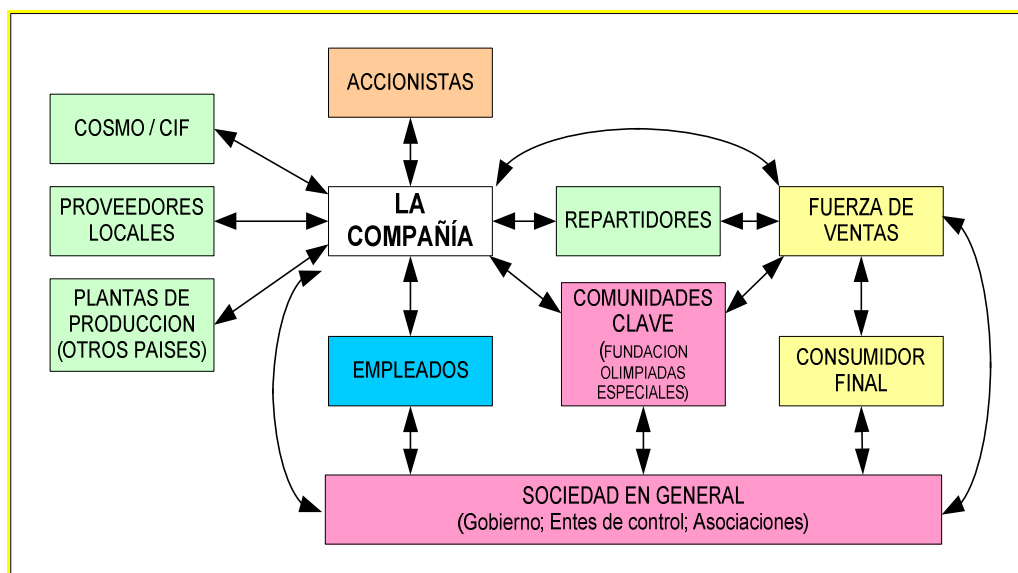 ACCIONISTAS
COSMO / CIF
PROVEEDORES
LOCALES
LA
COMPAÑÍA
REPARTIDORES
FUERZA DE
VENTAS
PLANTAS DE
PRODUCCION
(OTROS PAISES)
EMPLEADOS
COMUNIDADES
CLAVE
(FUNDACION
OLIMPIADAS
ESPECIALES)
CONSUMIDOR
FINAL
SOCIEDAD EN GENERAL
(Gobierno; Entes de control; Asociaciones)